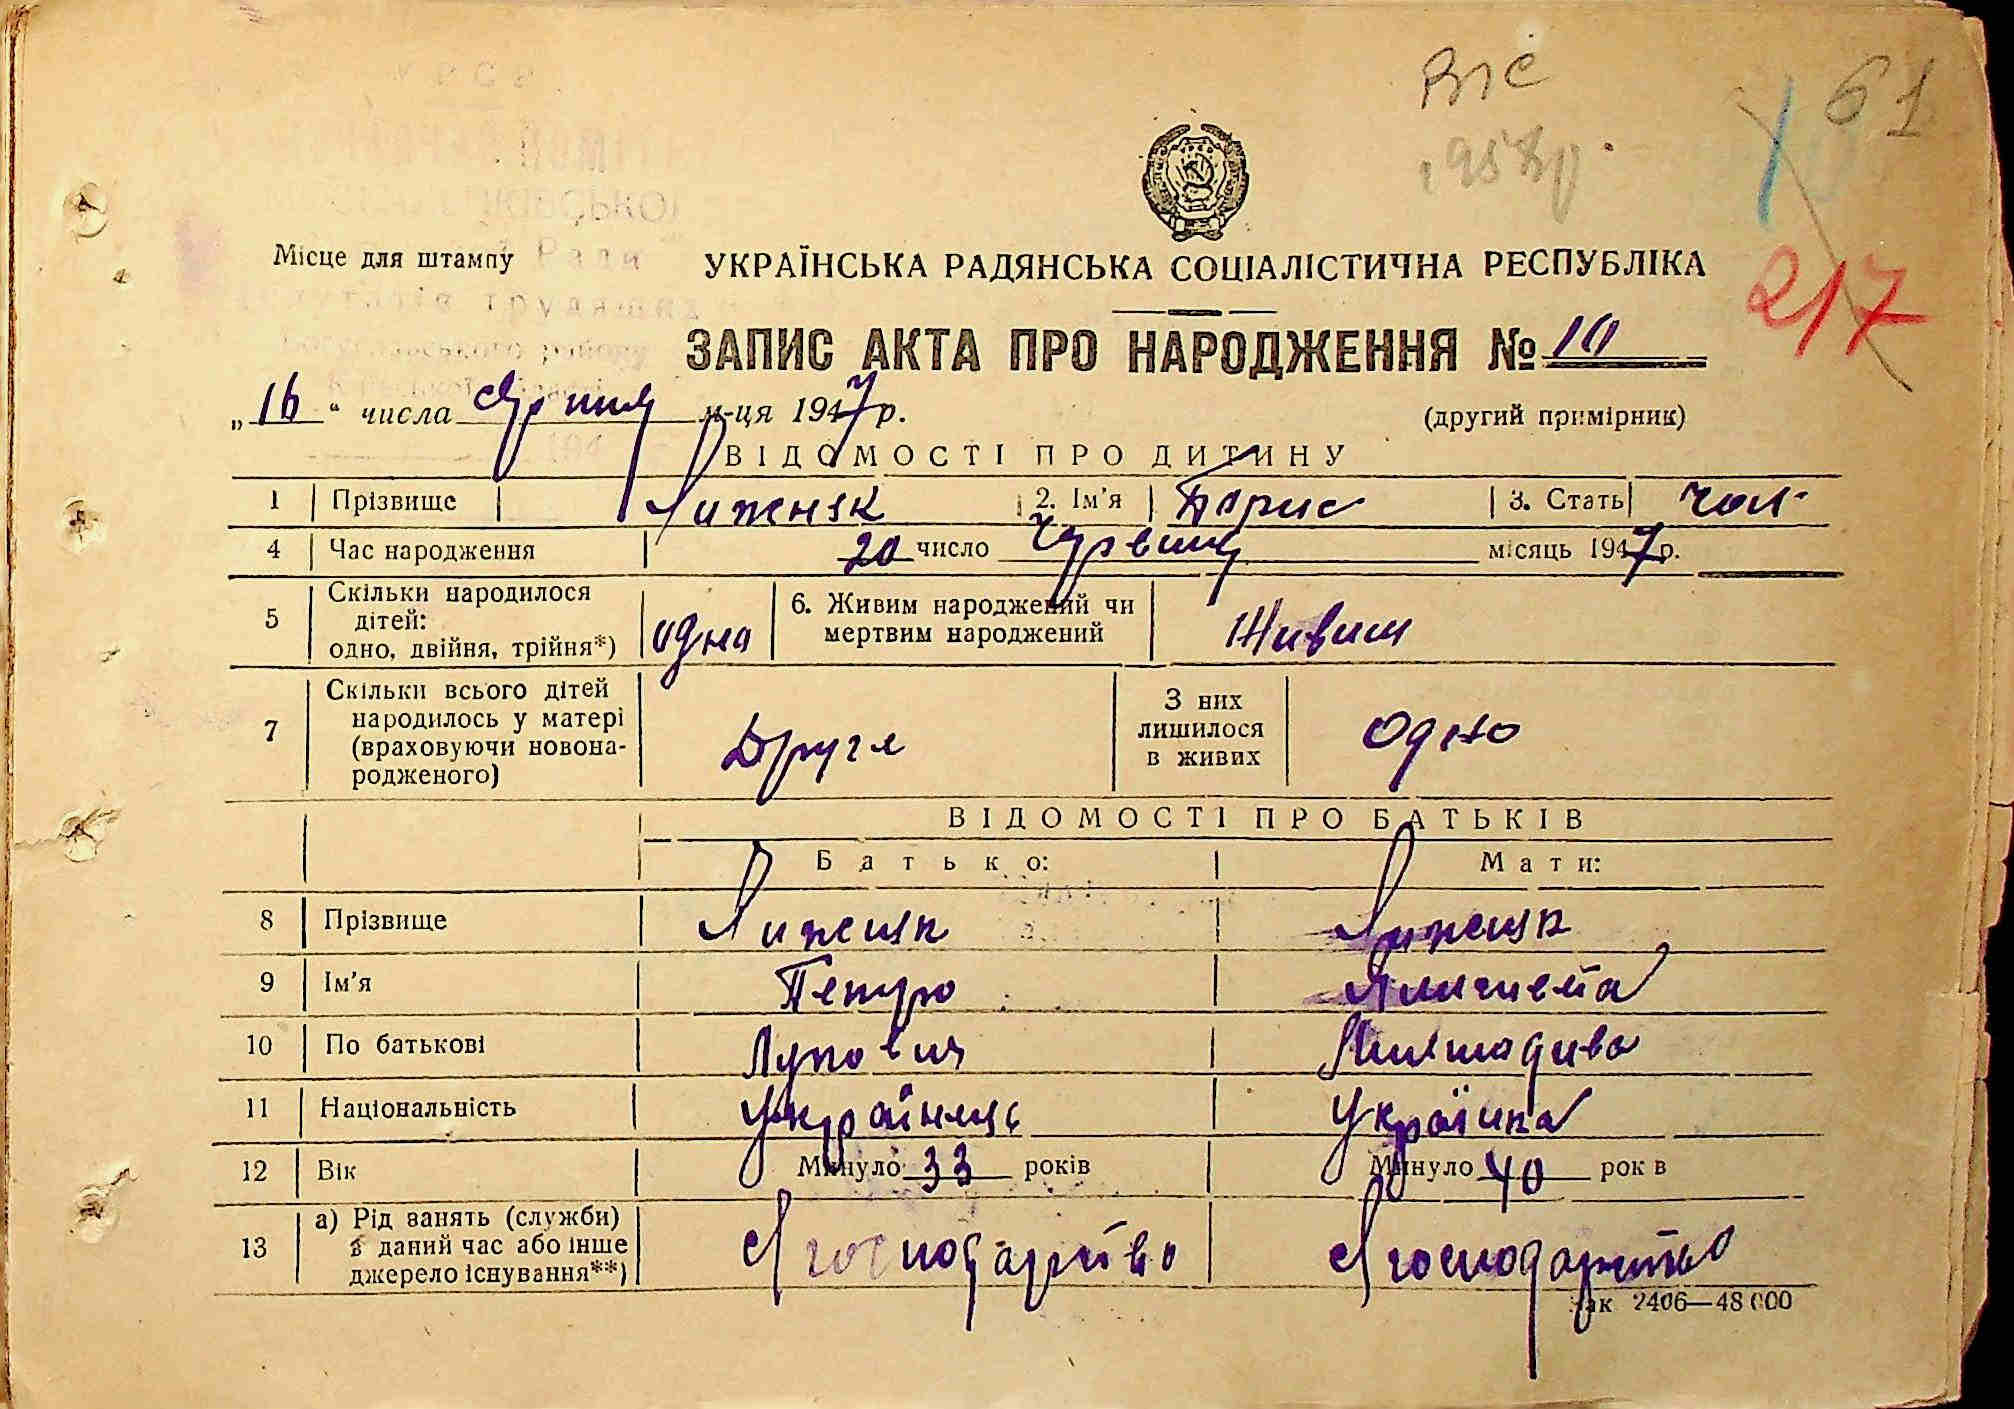 61
217
Місце для штампу
УКРАЇНСЬКА РАДЯНСЬКА СОЦІАЛІСТИЧНА РЕСПУБЛІКА
ЗАПИС АКТА ПРО НАРОДЖЕННЯ № 10
„16“ числа серпня м-ця 1947 р. (другий примірник)
ВІДОМОСТІ ПРО ДИТИНУ
1 Прізвище 2. Ім'я Борис 3. Стать чол.
4 Час народження 20 число червня місяць 1947 р.
5 Скільки народилося дітей: одно, двійня, трійня*) одна 6. Живим народжений чи мертвим народжений Живим
7 Скільки всього дітей народилось у матері (враховуючи новонародженого) Друге З них лишилося в живих Одно
ВІДОМОСТІ ПРО БАТЬКІВ
Батько: Мати:
8 Прізвище
9 Ім'я Петро
10 По батькові
11 Національність Українець Українка
12 Вік Минуло 33 років Минуло 40 років
13 а) Рід занять (служби) в даний час або інше джерело існування**)
Зак 2406—48 000